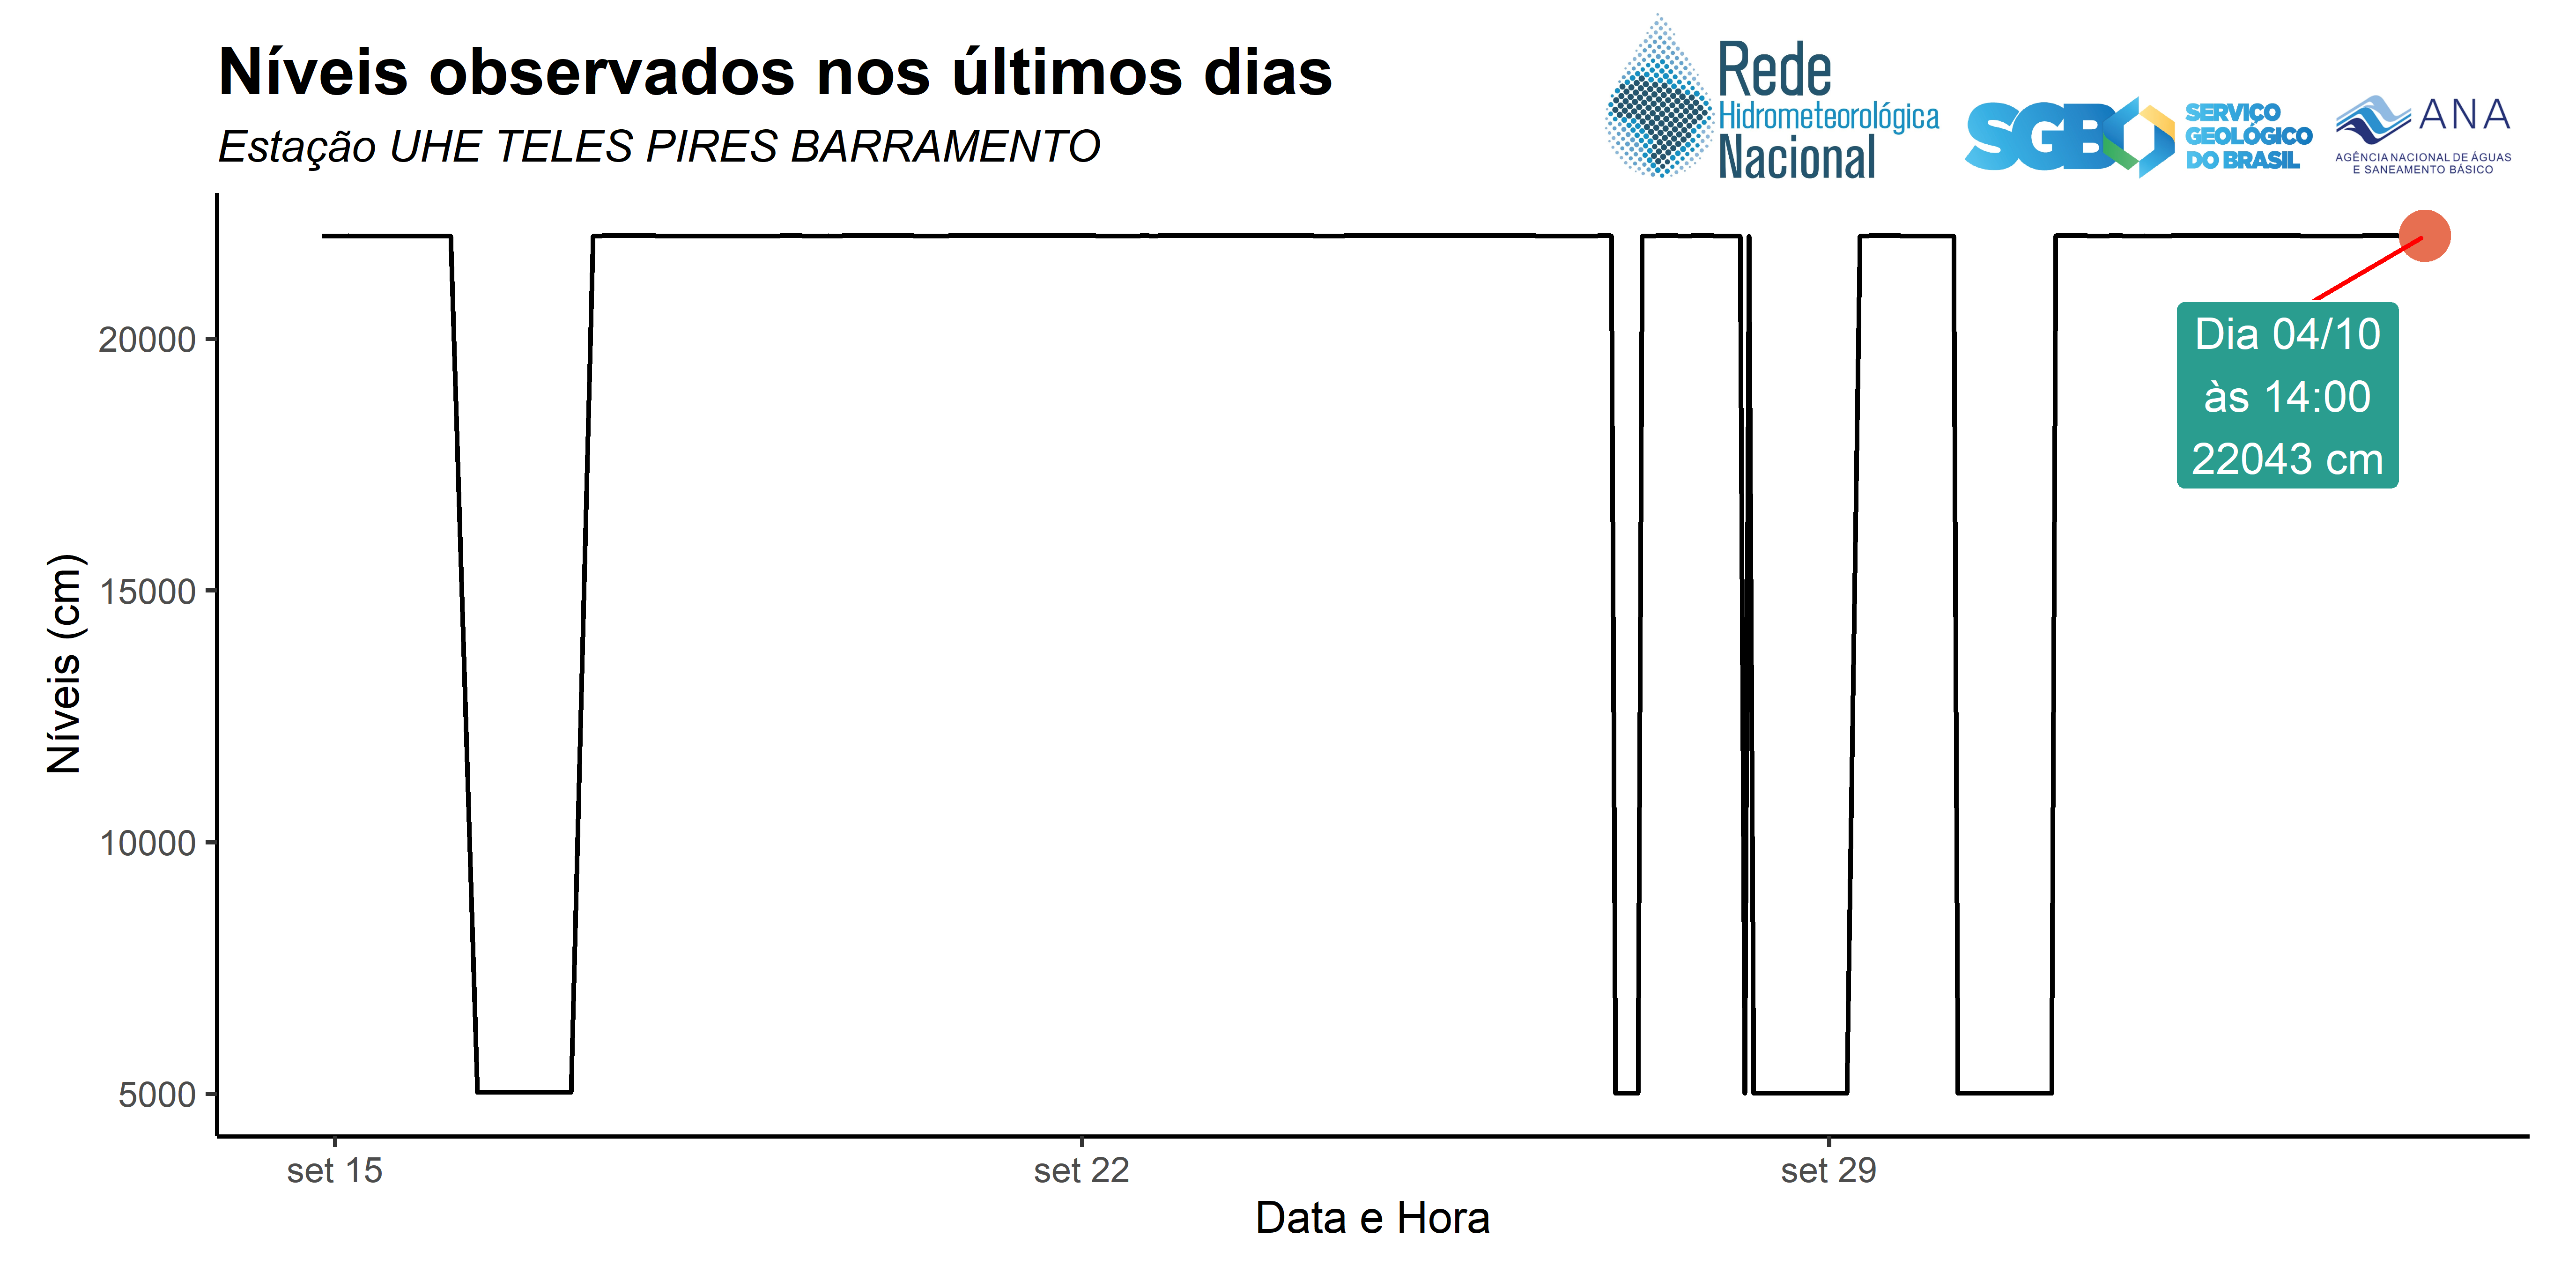 Níveis observados nos últimos dias
Estação UHE TELES PIRES BARRAMENTO
Rede
Hidrometeorológica
Nacional
SGB
SERVIÇO
GEOLÓGICO
DO BRASIL
ANA
AGÊNCIA NACIONAL DE ÁGUAS
E SANEAMENTO BÁSICO
Níveis (cm)
20000
15000
10000
5000
Dia 04/10
às 14:00
22043 cm
set 15
set 22
set 29
Data e Hora